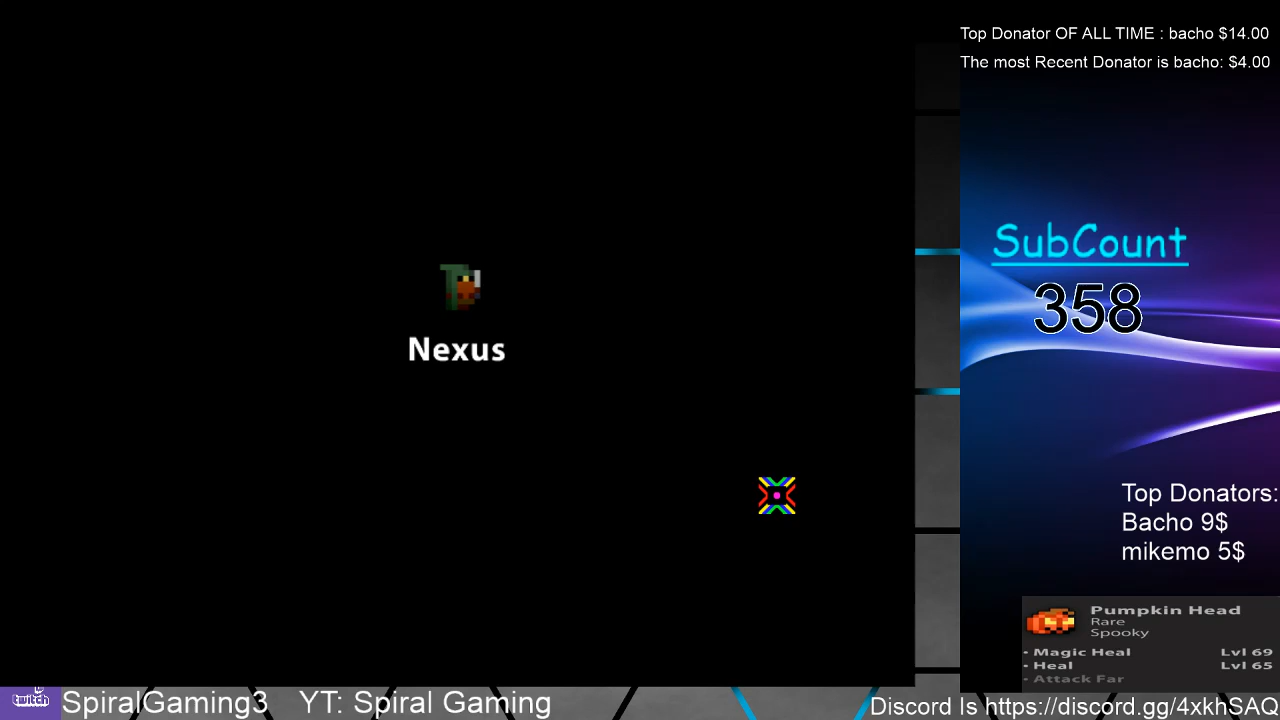 Top Donator OF ALL TIME : bacho $14.00
The most Recent Donator is bacho: $4.00
SubCount
358
Nexus
Top Donators:
Bacho 9$
mikemo 5$
Pumpkin Head
Rare
Spooky
• Magic Heal Lvl 69
• Heal Lvl 65
• Attack Far
twitch SpiralGaming3 YT: Spiral Gaming
Discord Is https://discord.gg/4xkhSAQ